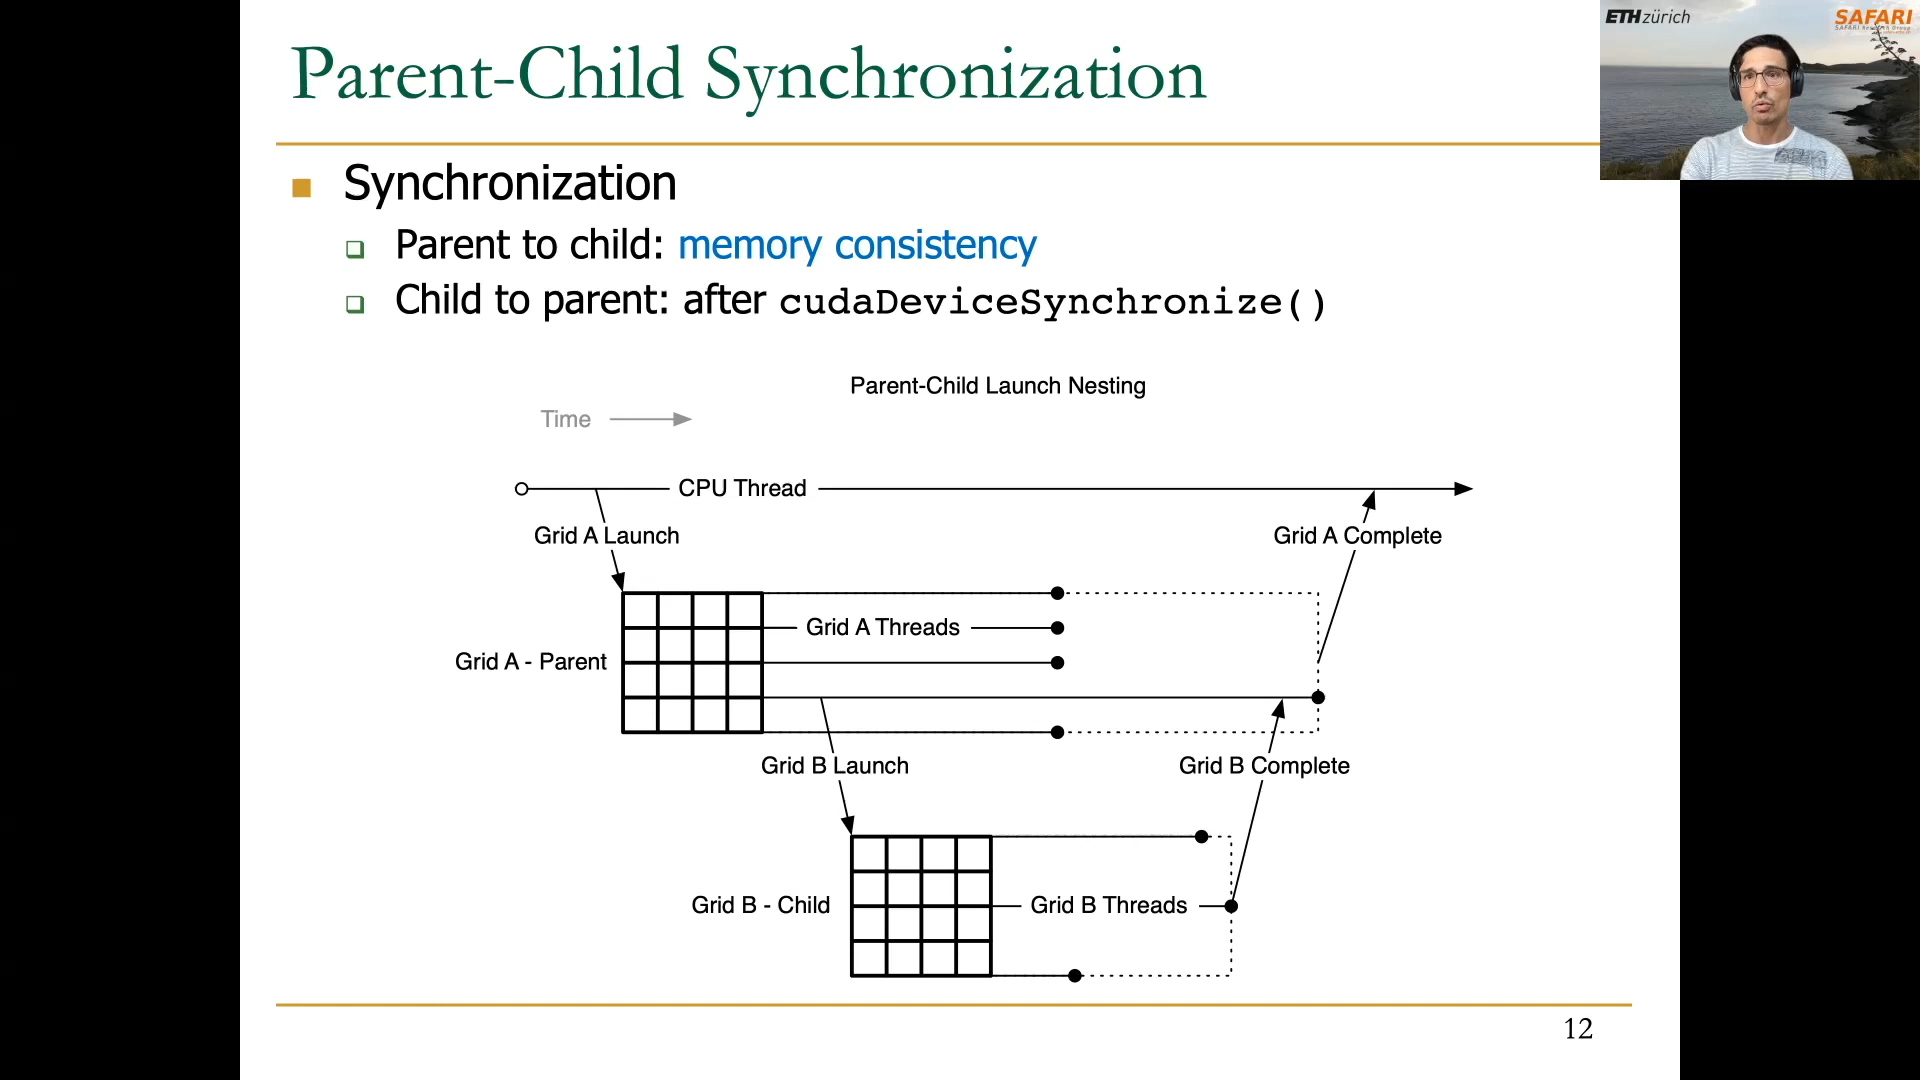 Parent-Child Synchronization
ETH zürich
SAFARI
Synchronization
Parent to child: memory consistency
Child to parent: after cudaDeviceSynchronize()
Parent-Child Launch Nesting
Time
CPU Thread
Grid A Launch
Grid A Complete
Grid A Threads
Grid A - Parent
Grid B Launch
Grid B Complete
Grid B - Child
Grid B Threads
12